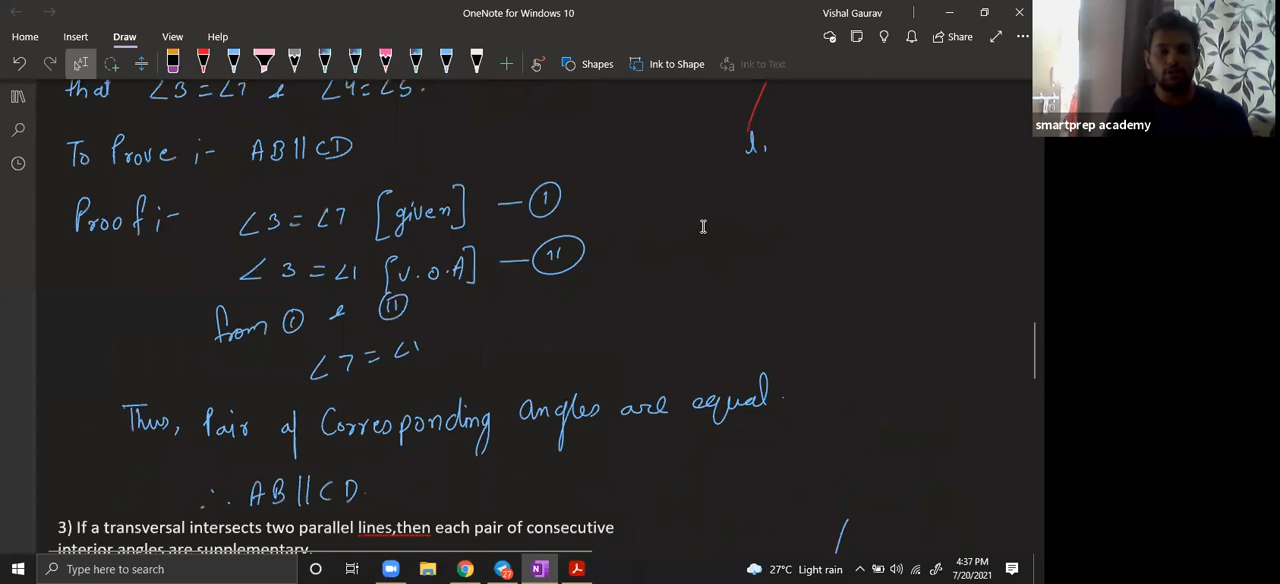 OneNote for Windows 10
Vishal Gaurav
Home Insert Draw View Help
Share
Shapes Ink to Shape Ink to Text
smartprep academy
that ∠3 = ∠7 & ∠4 = ∠5.
l,
To Prove ;- AB || CD
Proof ;- ∠3 = ∠7 [given] — ①
∠3 = ∠1 [v.o.A] — ⑪
from ① & ⑪
∠7 = ∠1
Thus, Pair of Corresponding angles are equal.
∴ AB || CD.
3) If a transversal intersects two parallel lines,then each pair of consecutive
interior angles are supplementary.
Type here to search
27
27°C Light rain
4:37 PM
7/20/2021